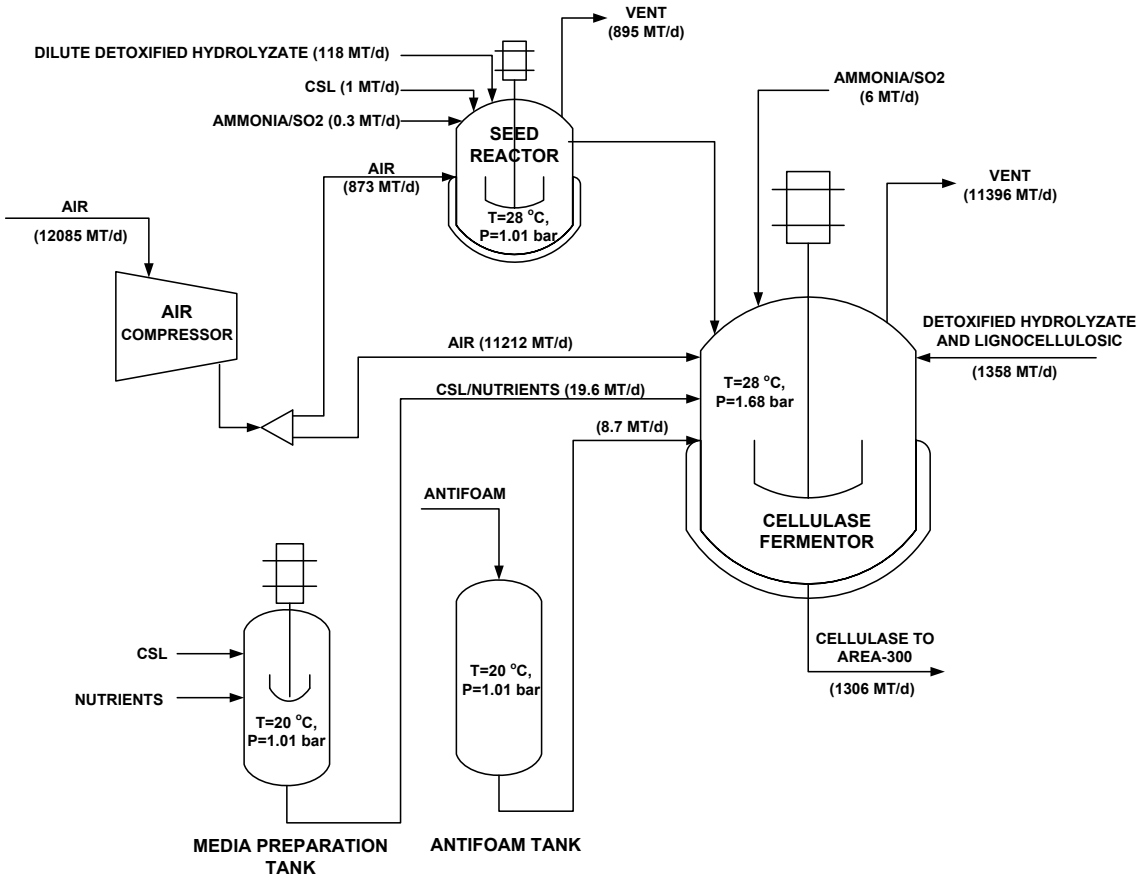 VENT
(895 MT/d)
DILUTE DETOXIFIED HYDROLYZATE (118 MT/d)
CSL (1 MT/d)
AMMONIA/SO2 (0.3 MT/d)
SEED
REACTOR
T=28 °C,
P=1.01 bar
AIR
(873 MT/d)
AMMONIA/SO2
(6 MT/d)
VENT
(11396 MT/d)
AIR
(12085 MT/d)
AIR
COMPRESSOR
DETOXIFIED HYDROLYZATE
AND LIGNOCELLULOSIC
(1358 MT/d)
AIR (11212 MT/d)
CSL/NUTRIENTS (19.6 MT/d)
(8.7 MT/d)
T=28 °C,
P=1.68 bar
CELLULASE
FERMENTOR
ANTIFOAM
T=20 °C,
P=1.01 bar
CSL
NUTRIENTS
T=20 °C,
P=1.01 bar
CELLULASE TO
AREA-300
(1306 MT/d)
MEDIA PREPARATION
TANK
ANTIFOAM TANK